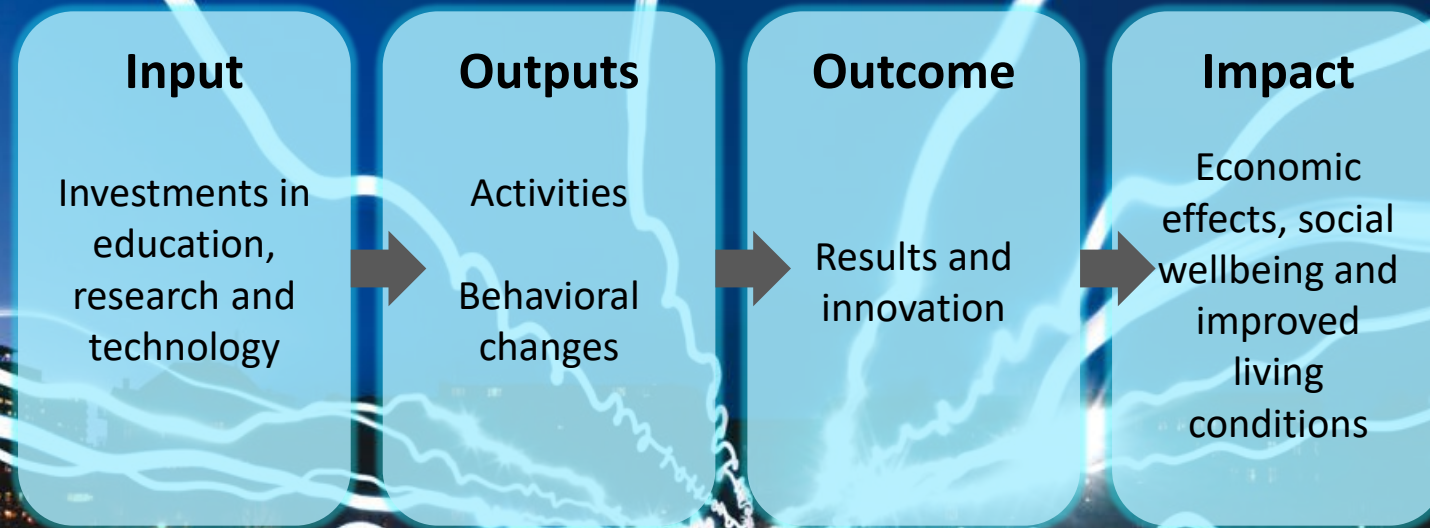 Input
Investments in
education,
research and
technology
Outputs
Activities
Behavioral
changes
Outcome
Results and
innovation
Impact
Economic
effects, social
wellbeing and
improved
living
conditions